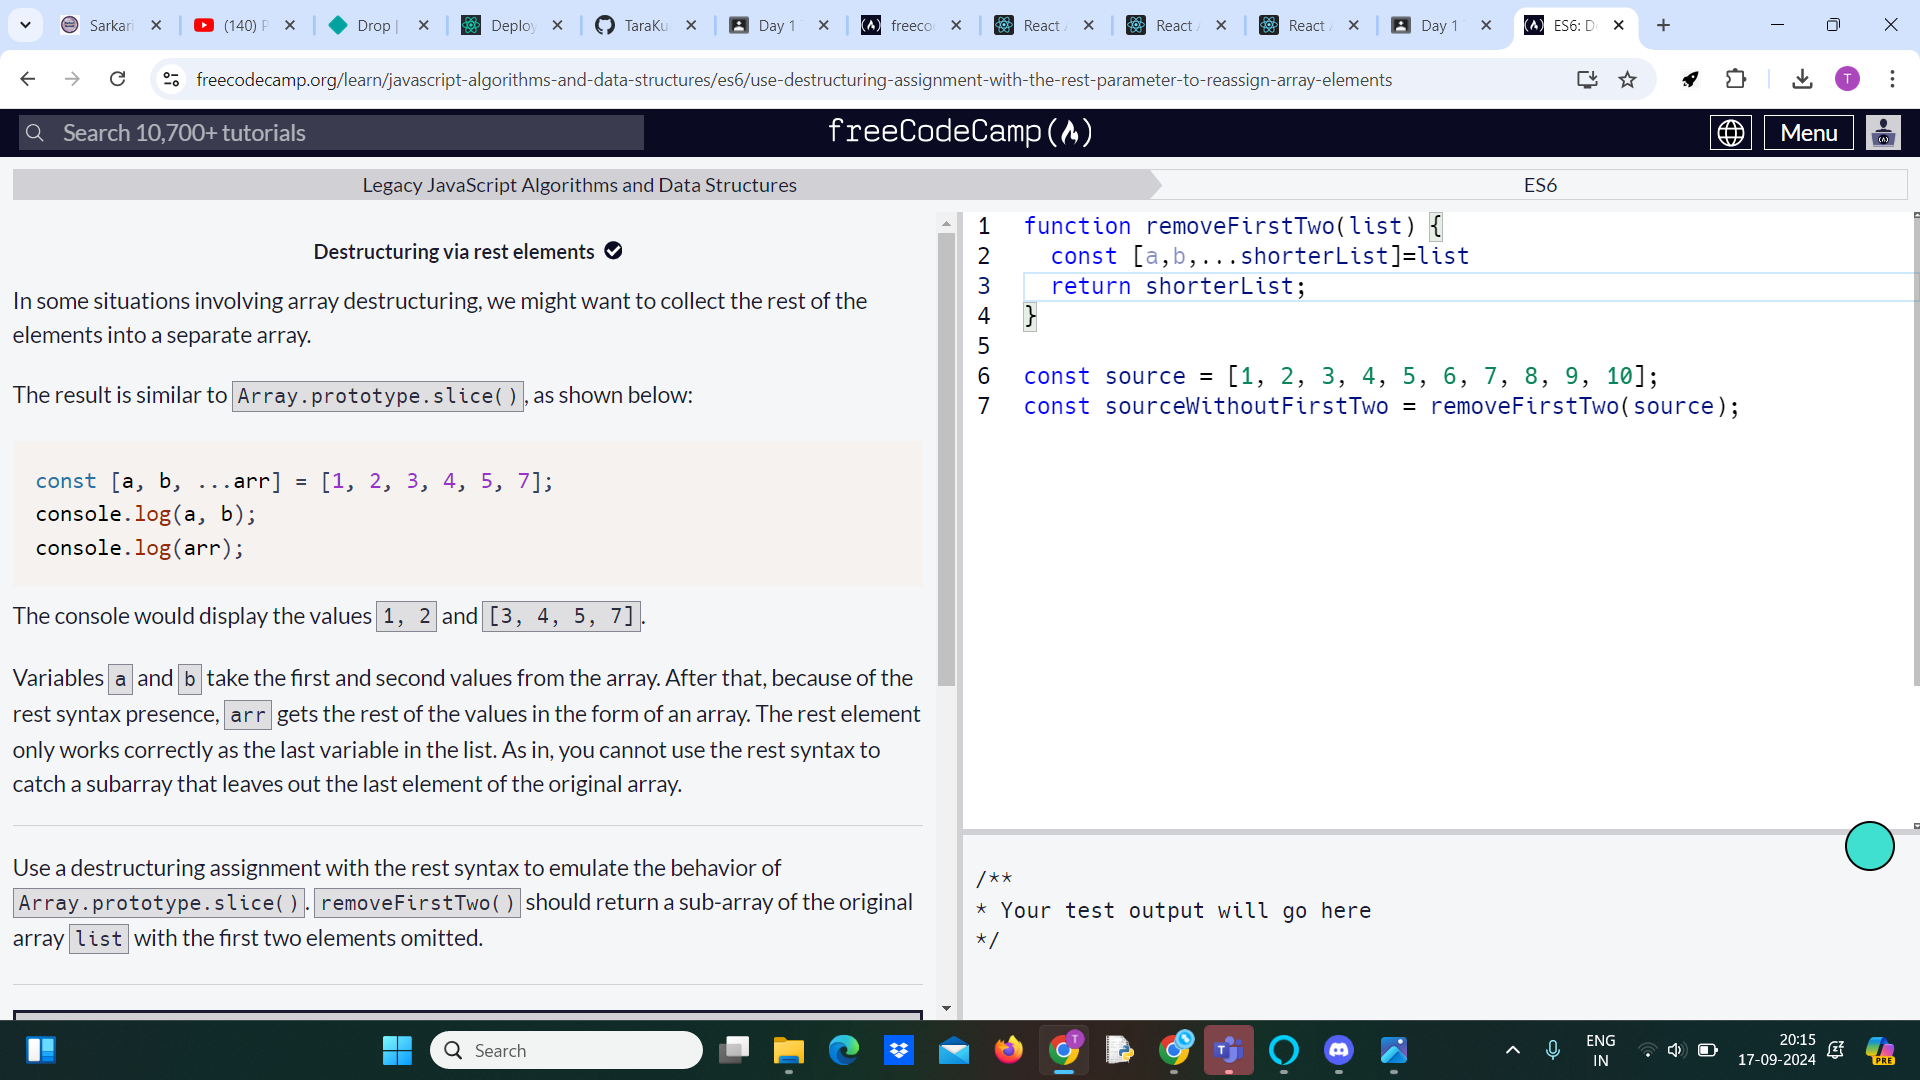 Sarkari
(140) P
Drop |
Deploy
TaraKu
Day 1
freeco
React
React
React
Day 1
ES6: D
freecodecamp.org/learn/javascript-algorithms-and-data-structures/es6/use-destructuring-assignment-with-the-rest-parameter-to-reassign-array-elements
T
Search 10,700+ tutorials
freeCodeCamp
Menu
Legacy JavaScript Algorithms and Data Structures
ES6
Destructuring via rest elements
In some situations involving array destructuring, we might want to collect the rest of the
elements into a separate array.
The result is similar to Array.prototype.slice(), as shown below:
const [a, b, ...arr] = [1, 2, 3, 4, 5, 7];
console.log(a, b);
console.log(arr);
The console would display the values 1, 2 and [3, 4, 5, 7].
Variables a and b take the first and second values from the array. After that, because of the
rest syntax presence, arr gets the rest of the values in the form of an array. The rest element
only works correctly as the last variable in the list. As in, you cannot use the rest syntax to
catch a subarray that leaves out the last element of the original array.
Use a destructuring assignment with the rest syntax to emulate the behavior of
Array.prototype.slice(). removeFirstTwo() should return a sub-array of the original
array list with the first two elements omitted.
1 function removeFirstTwo(list) {
2 const [a,b,...shorterList]=list
3 return shorterList;
4 }
5
6 const source = [1, 2, 3, 4, 5, 6, 7, 8, 9, 10];
7 const sourceWithoutFirstTwo = removeFirstTwo(source);
/**
* Your test output will go here
*/
Search
ENG
IN
20:15
17-09-2024
PRE